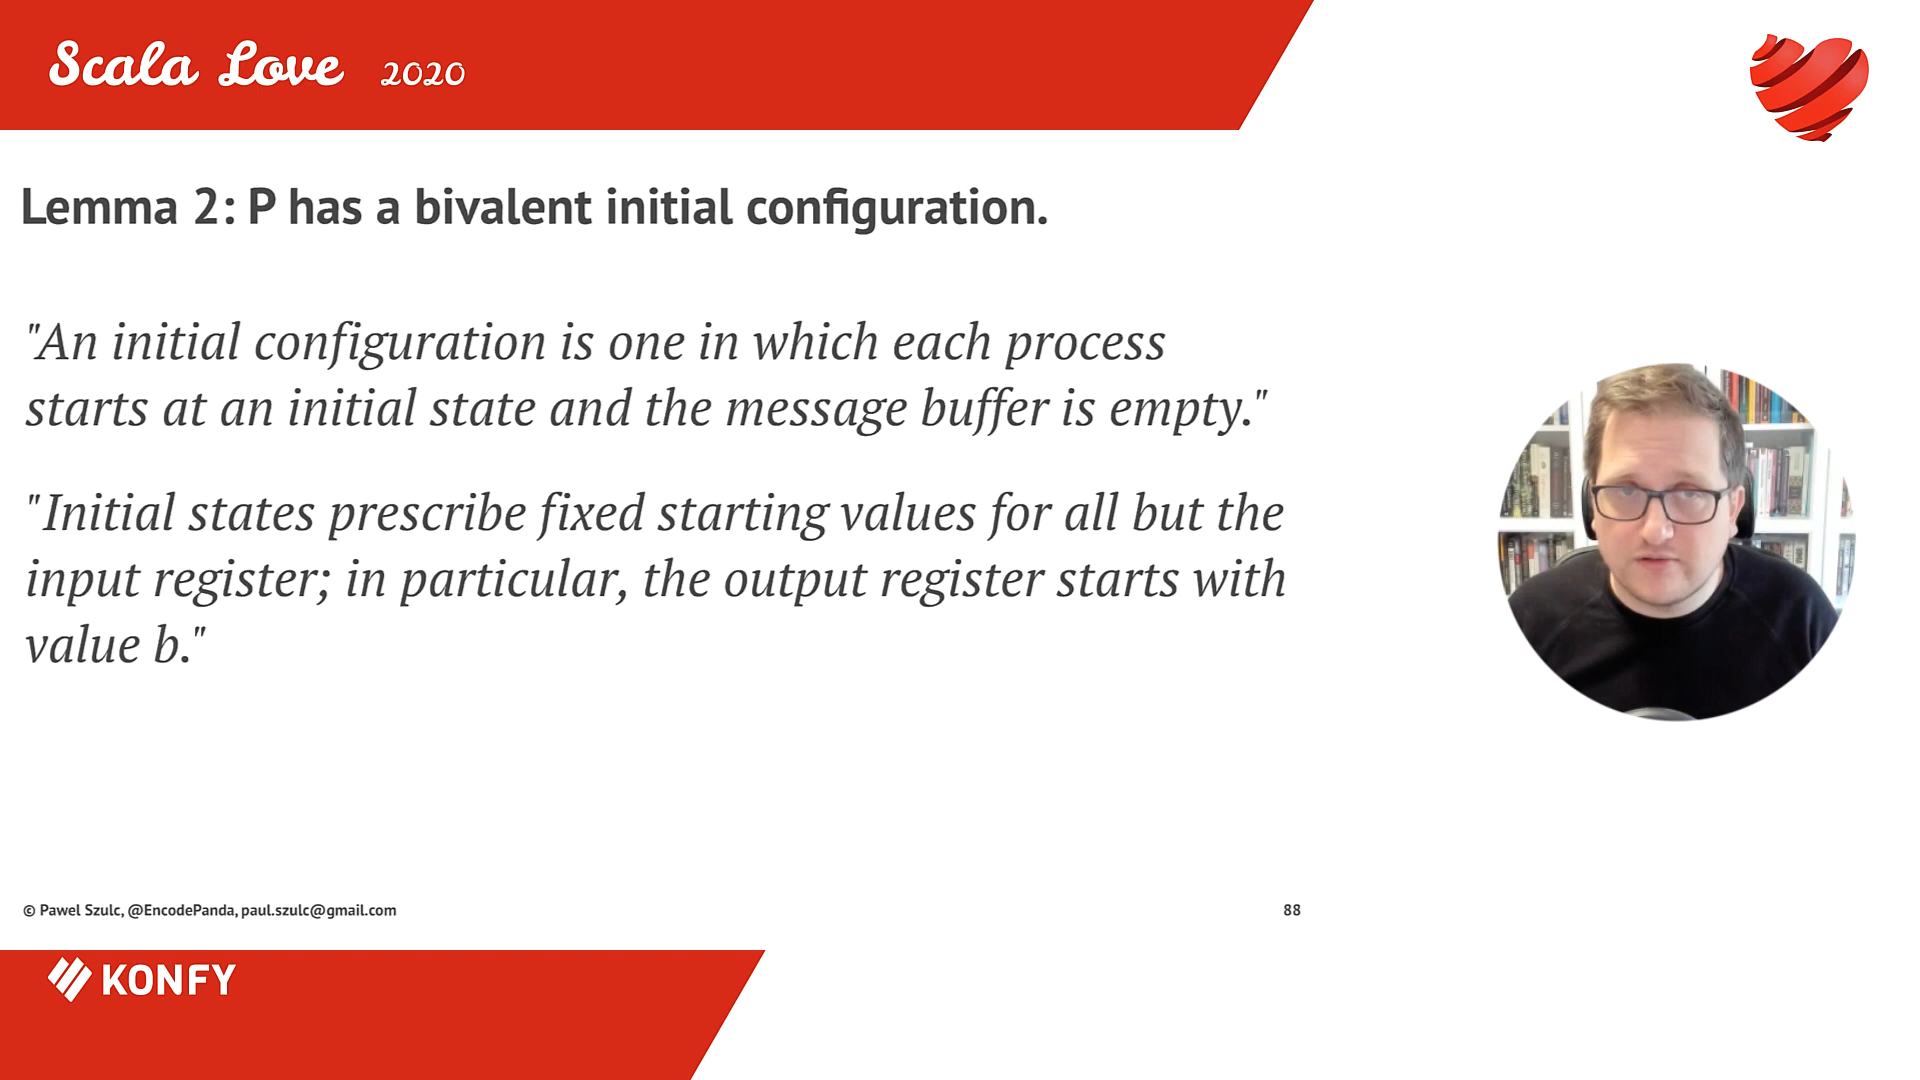 Scala Love 2020
Lemma 2: P has a bivalent initial configuration.
"An initial configuration is one in which each process
starts at an initial state and the message buffer is empty."
"Initial states prescribe fixed starting values for all but the
input register; in particular, the output register starts with
value b."
© Pawel Szulc, @EncodePanda, paul.szulc@gmail.com
88
KONFY